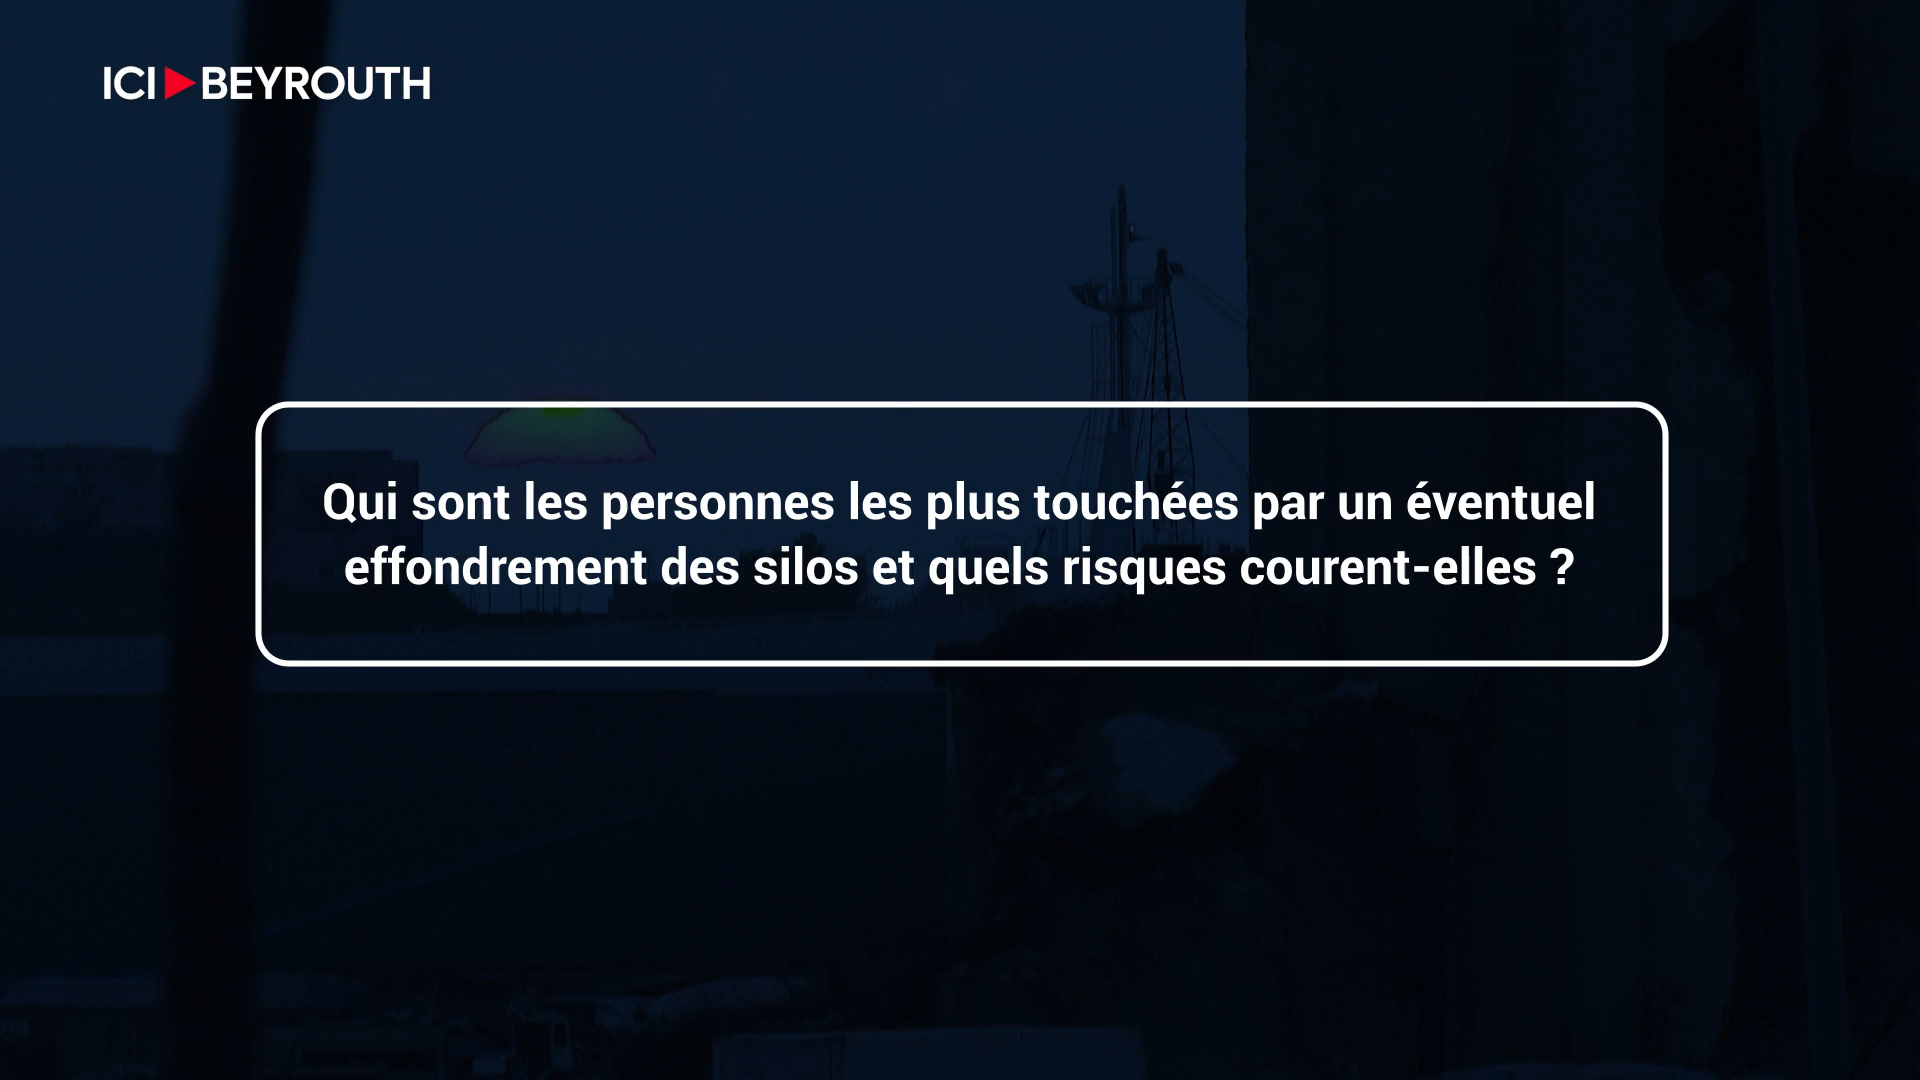 ICI BEYROUTH
Qui sont les personnes les plus touchées par un éventuel
effondrement des silos et quels risques courent-elles ?